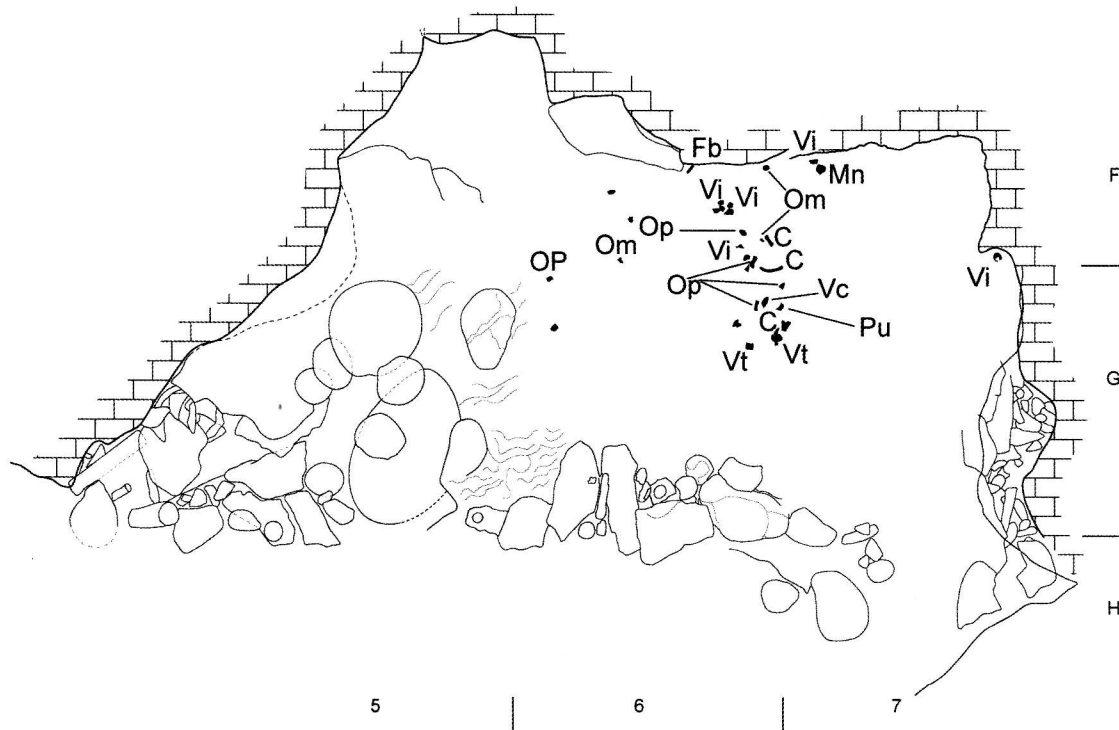 Fb Vi Mn F
Vi Vi Om
Op C
Om Vi C
OP Op Vc Vi
C Pu
Vt Vt G
H
5 6 7